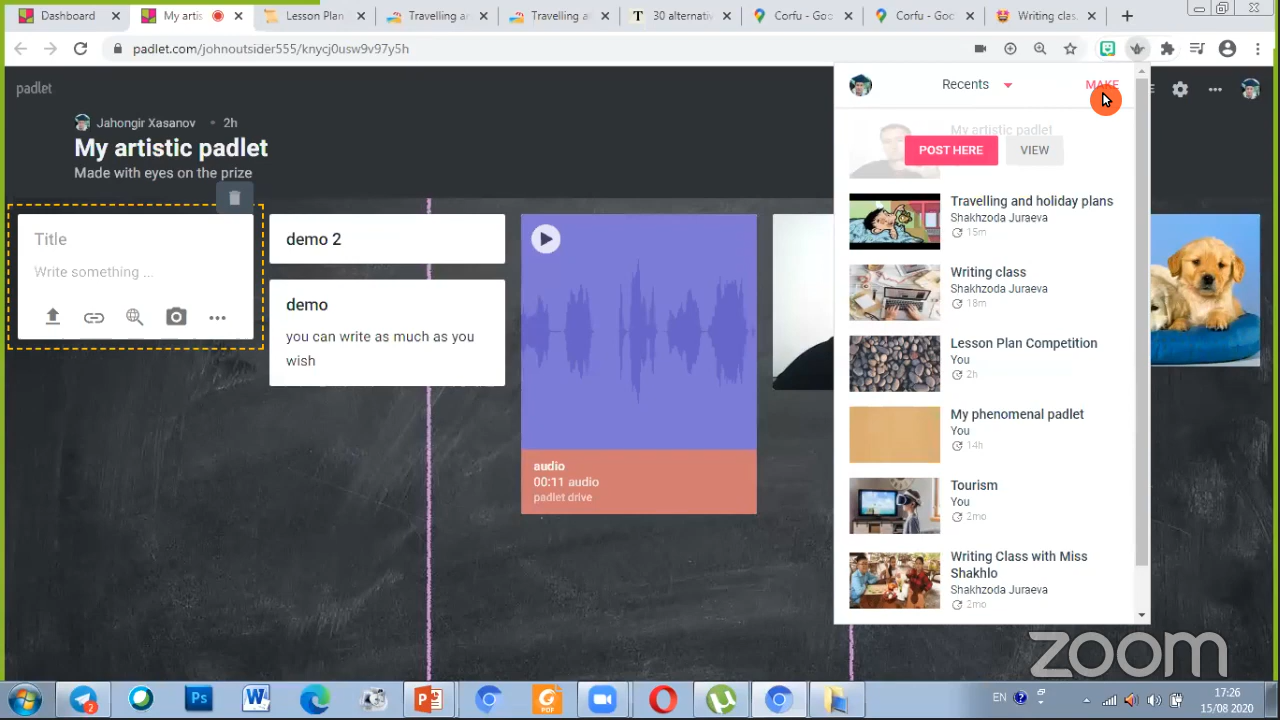 Dashboard
My artis
Lesson Plan
Travelling ar
Travelling ar
30 alternati
Corfu - Goo
Corfu - Goo
Writing clas
padlet.com/johnoutsider555/knycj0usw9v97y5h
padlet
Jahongir Xasanov • 2h
My artistic padlet
Made with eyes on the prize
Title
Write something ...
demo 2
demo
you can write as much as you
wish
audio
00:11 audio
padlet drive
Recents
MAKE
My artistic padlet
POST HERE
VIEW
Travelling and holiday plans
Shakhzoda Juraeva
15m
Writing class
Shakhzoda Juraeva
18m
Lesson Plan Competition
You
2h
My phenomenal padlet
You
14h
Tourism
You
2mo
Writing Class with Miss
Shakhlo
Shakhzoda Juraeva
2mo
zoom
Ps
W
P
PDF
2
EN
17:26
15/08 2020